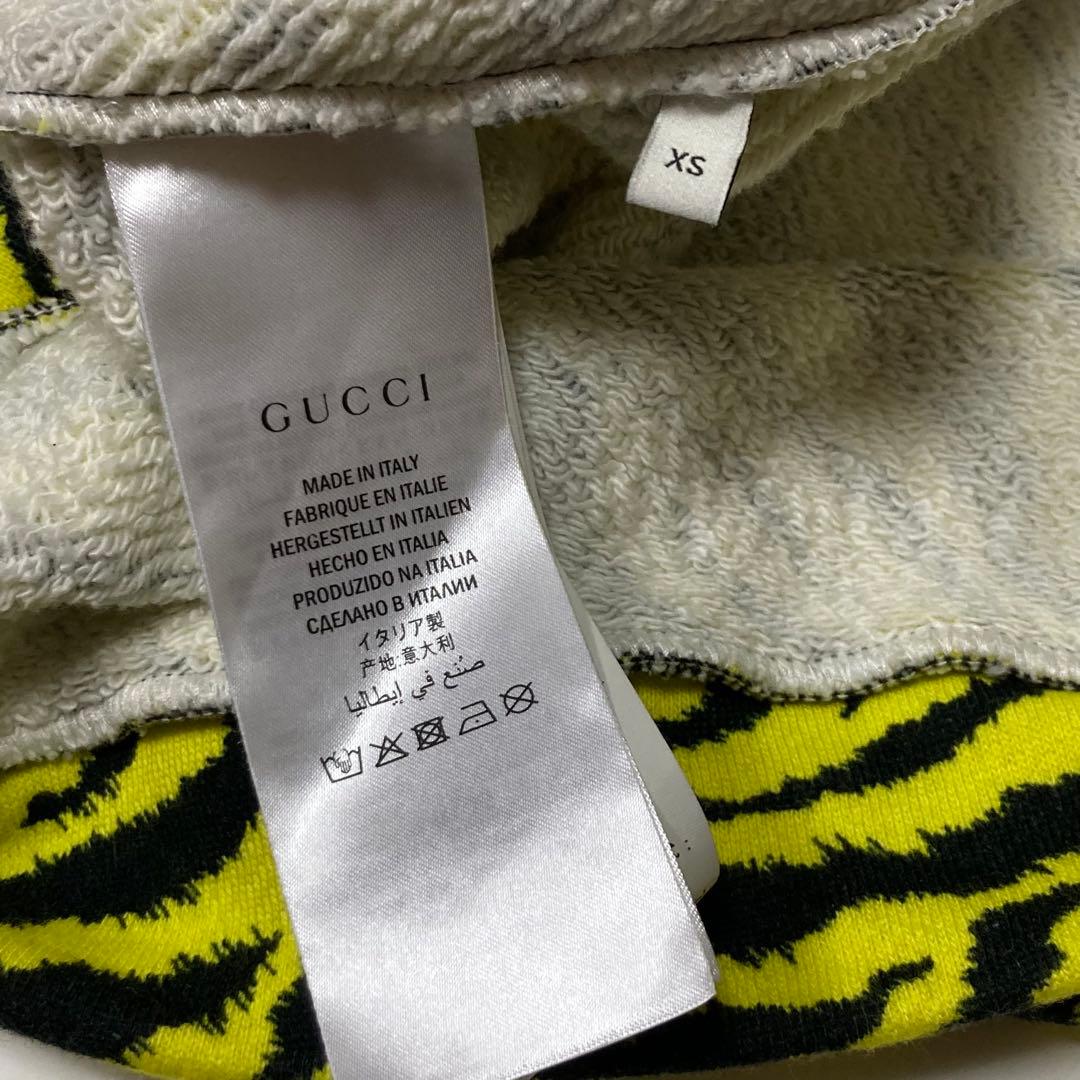 XS
GUCCI
MADE IN ITALY
FABRIQUE EN ITALIE
HERGESTELLT IN ITALIEN
HECHO EN ITALIA
PRODUZIDO NA ITALIA
СДЕЛАНО В ИТАЛИИ
イタリア製
产地:意大利
صُنع في إيطاليا